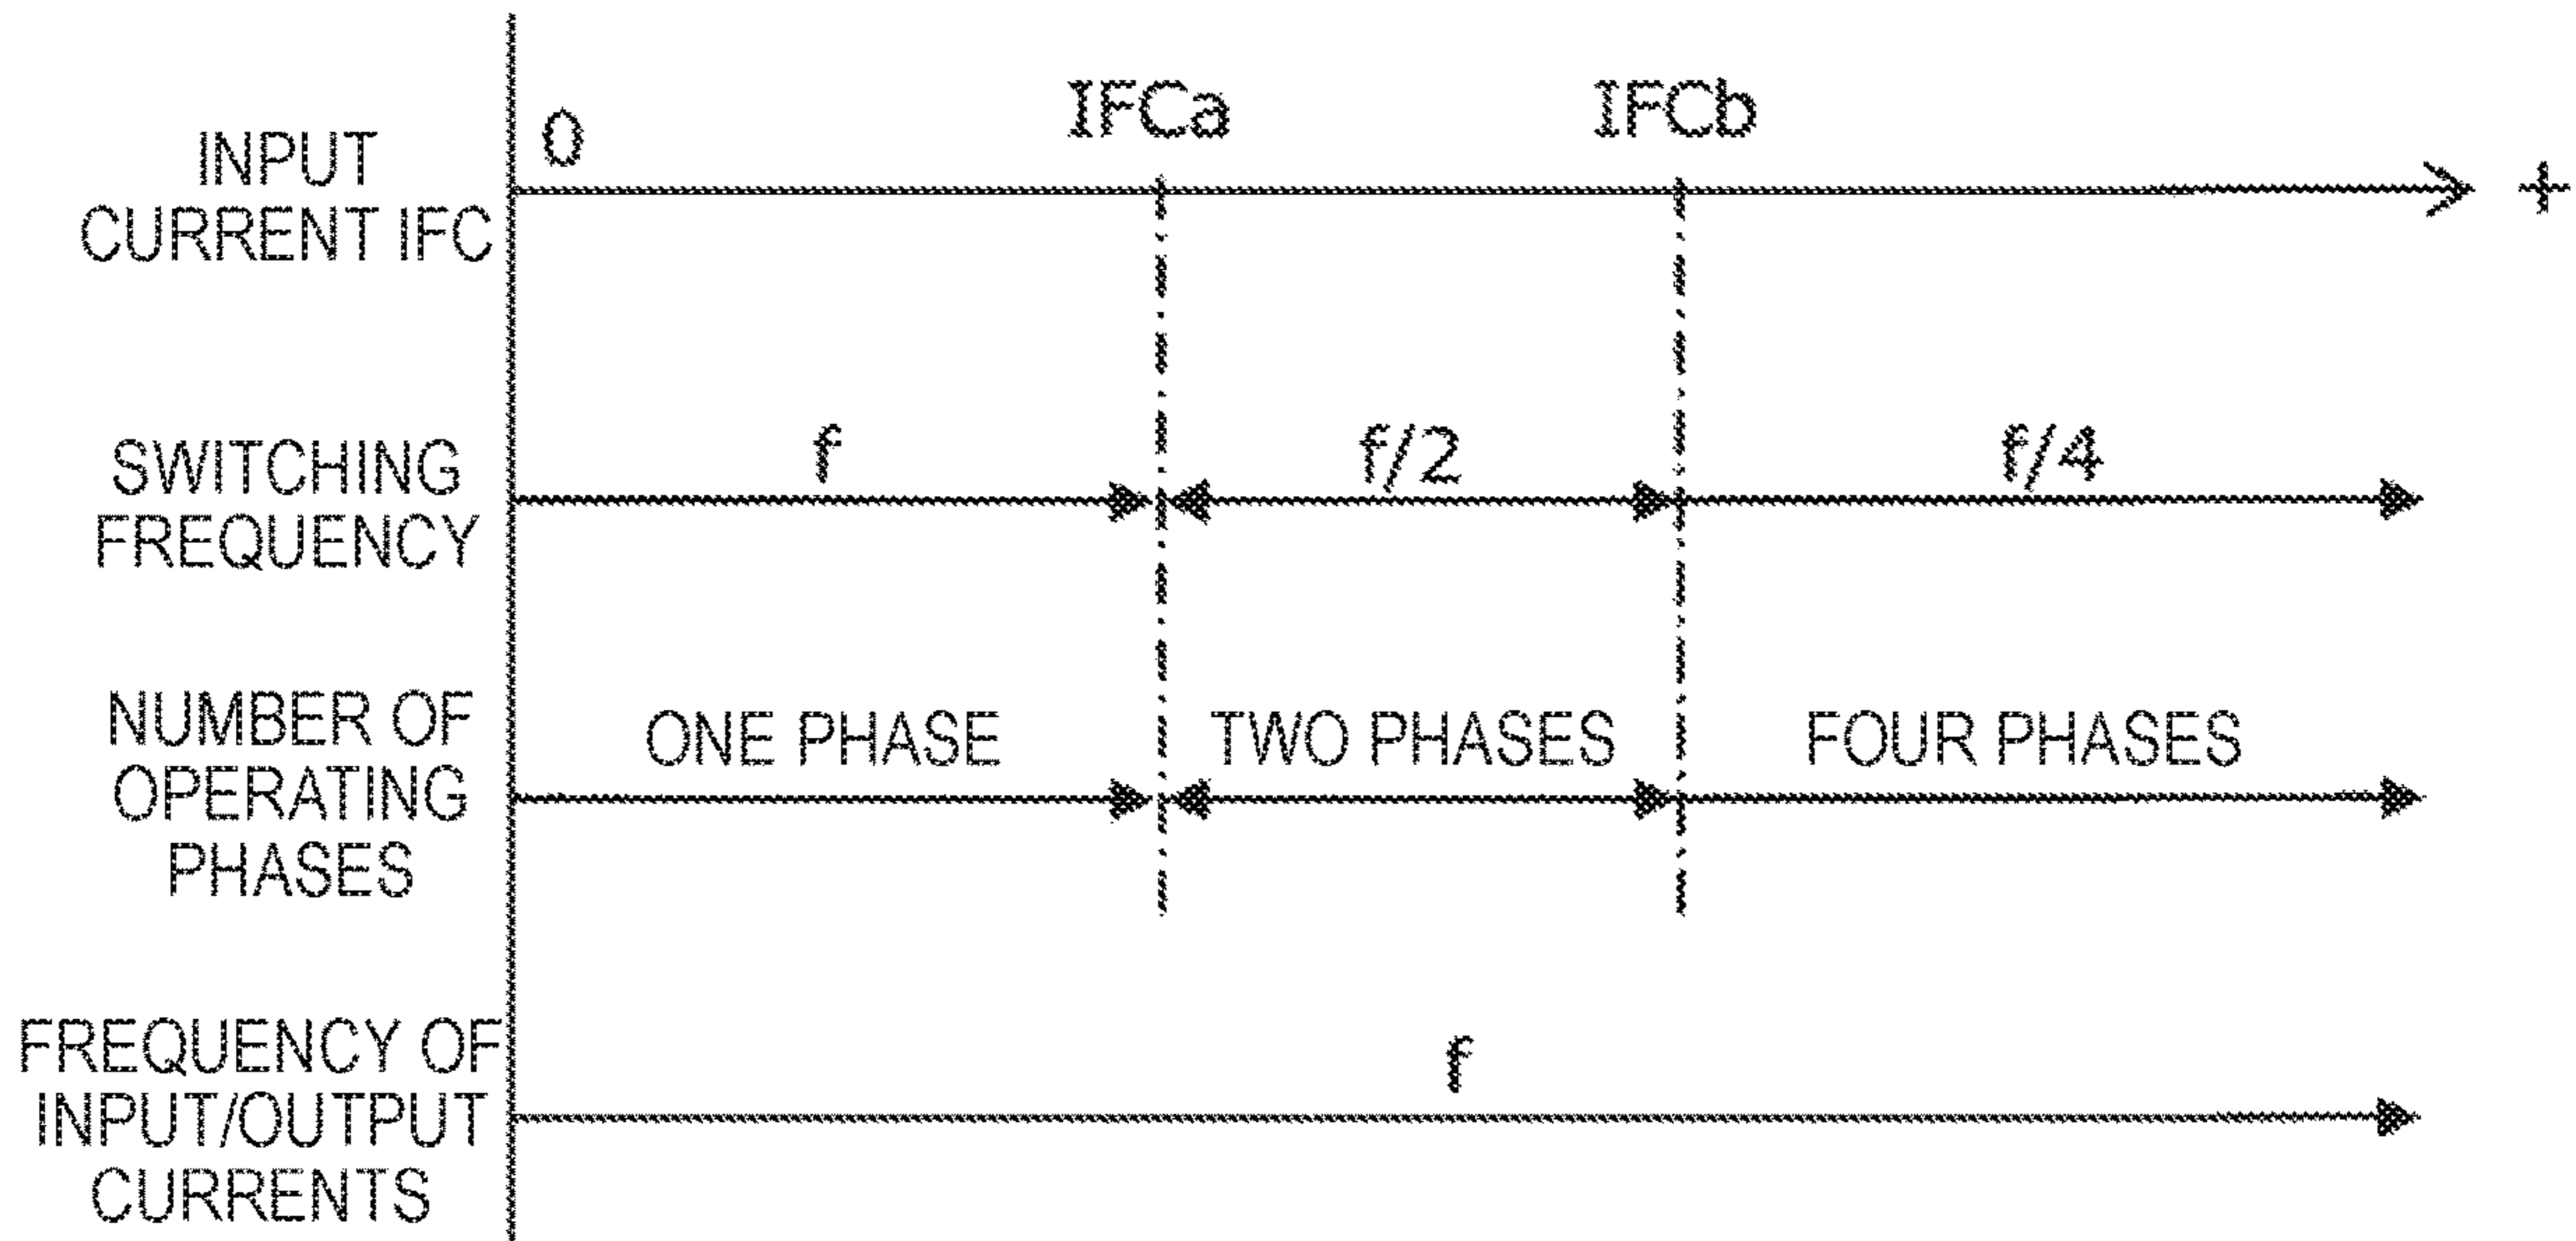 IFCa IFCb
0
INPUT
CURRENT IFC
+
f f/2 f/4
SWITCHING
FREQUENCY
NUMBER OF
OPERATING
PHASES
ONE PHASE TWO PHASES FOUR PHASES
FREQUENCY OF
INPUT/OUTPUT
CURRENTS
f